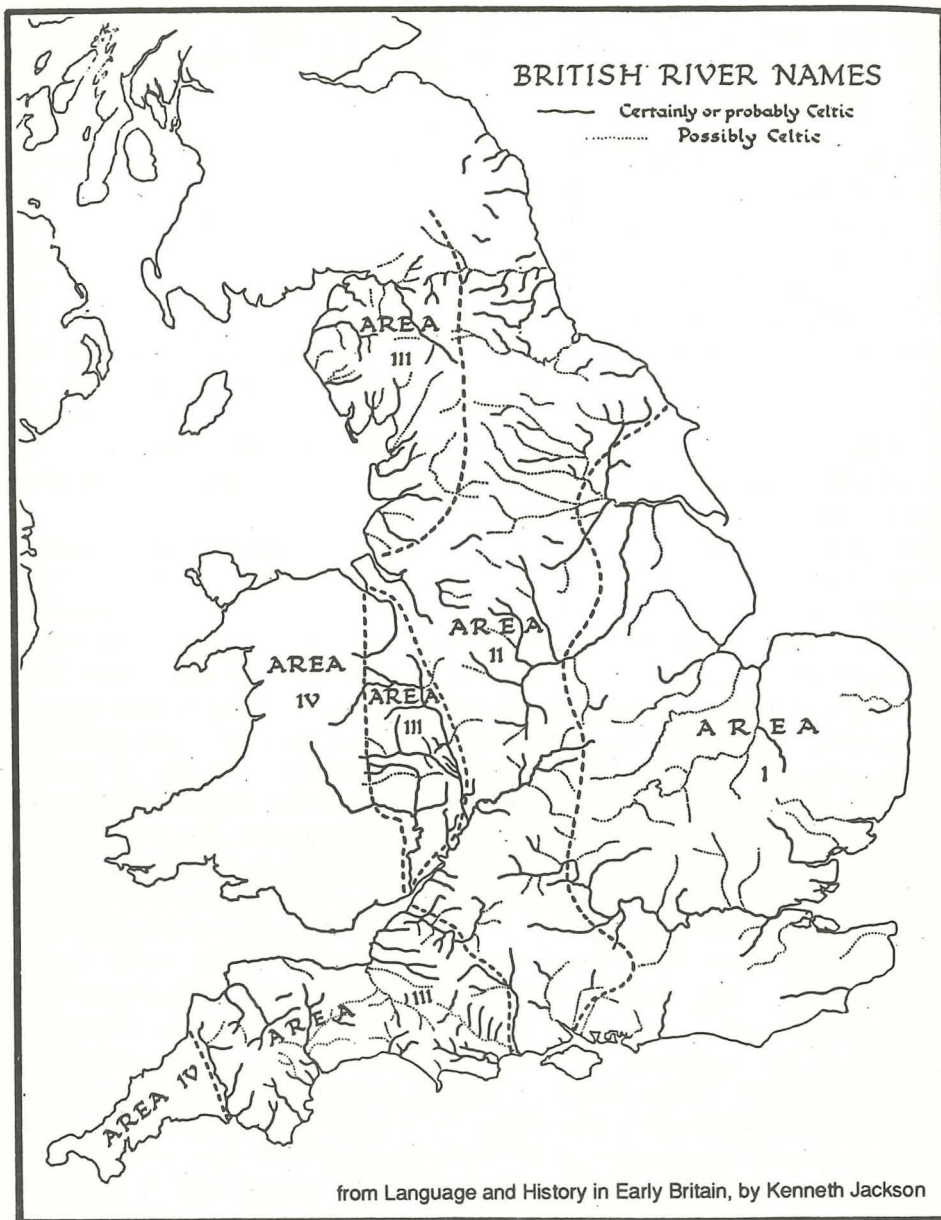 BRITISH RIVER NAMES
Certainly or probably Celtic
Possibly Celtic
AREA
III
AREA
II
AREA
IV
AREA
III
AREA
I
AREA
III
AREA IV
from Language and History in Early Britain, by Kenneth Jackson